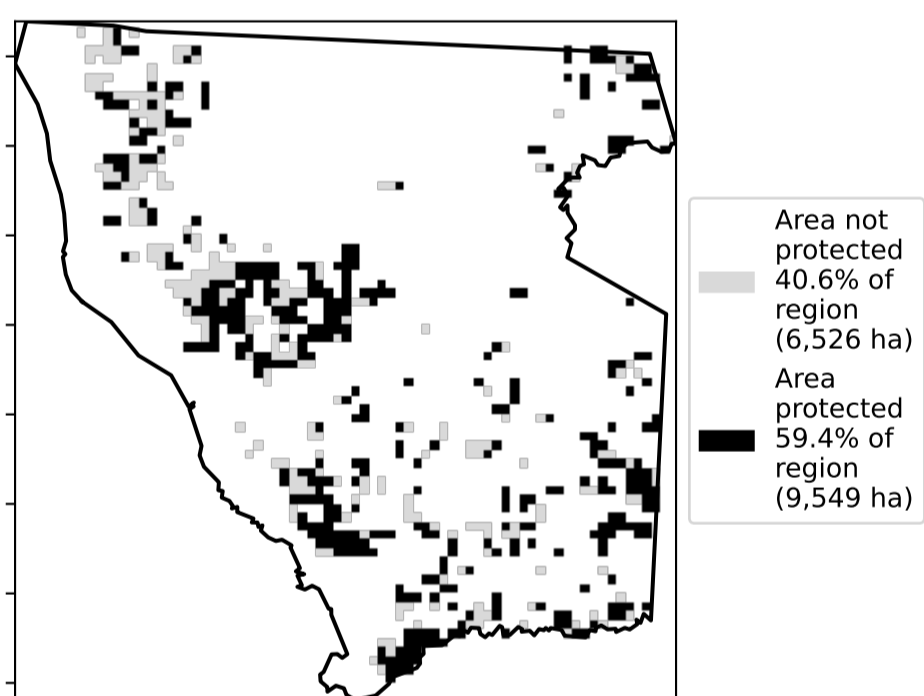 Area not
protected
40.6% of
region
(6,526 ha)
Area
protected
59.4% of
region
(9,549 ha)